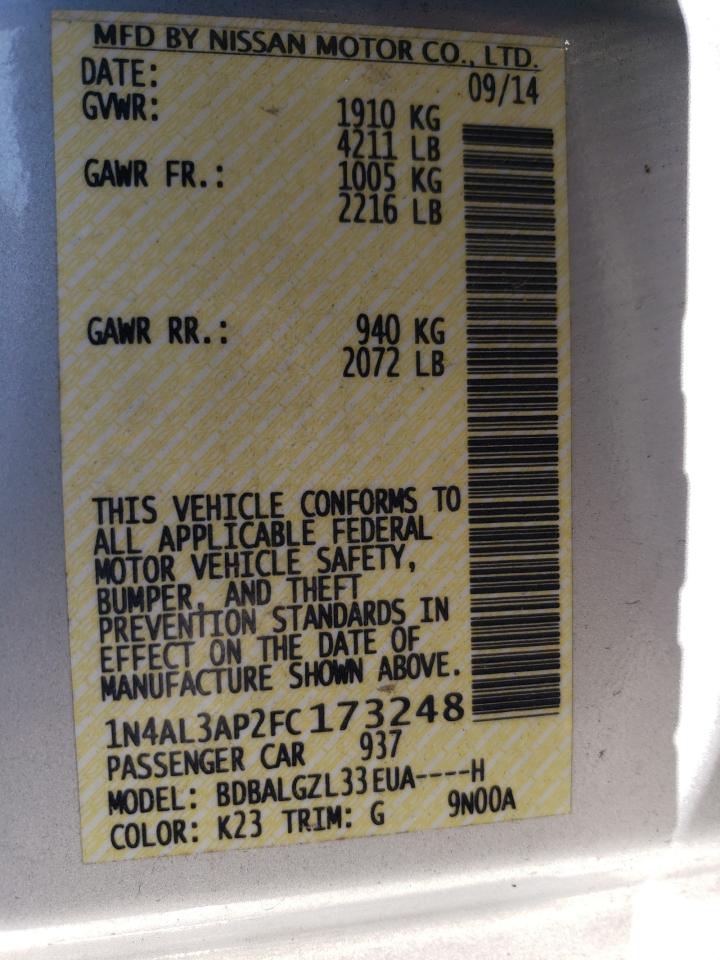 MFD BY NISSAN MOTOR CO., LTD.
DATE: 09/14
GVWR: 1910 KG
4211 LB
GAWR FR.: 1005 KG
2216 LB
GAWR RR.: 940 KG
2072 LB
THIS VEHICLE CONFORMS TO
ALL APPLICABLE FEDERAL
MOTOR VEHICLE SAFETY,
BUMPER, AND THEFT
PREVENTION STANDARDS IN
EFFECT ON THE DATE OF
MANUFACTURE SHOWN ABOVE.
1N4AL3AP2FC173248
PASSENGER CAR 937
MODEL: BDBALGZL33EUA----H
COLOR: K23 TRIM: G 9N00A